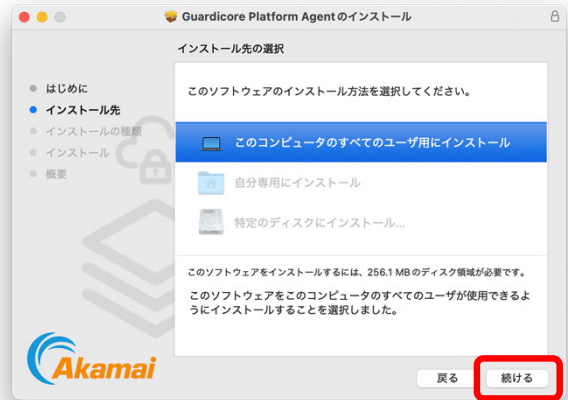 Guardicore Platform Agentのインストール
インストール先の選択
はじめに
インストール先
インストールの種類
インストール
概要
このソフトウェアのインストール方法を選択してください。
このコンピュータのすべてのユーザ用にインストール
自分専用にインストール
特定のディスクにインストール...
このソフトウェアをインストールするには、256.1 MBのディスク領域が必要です。
このソフトウェアをこのコンピュータのすべてのユーザが使用できるよ
うにインストールすることを選択しました。
Akamai
戻る
続ける